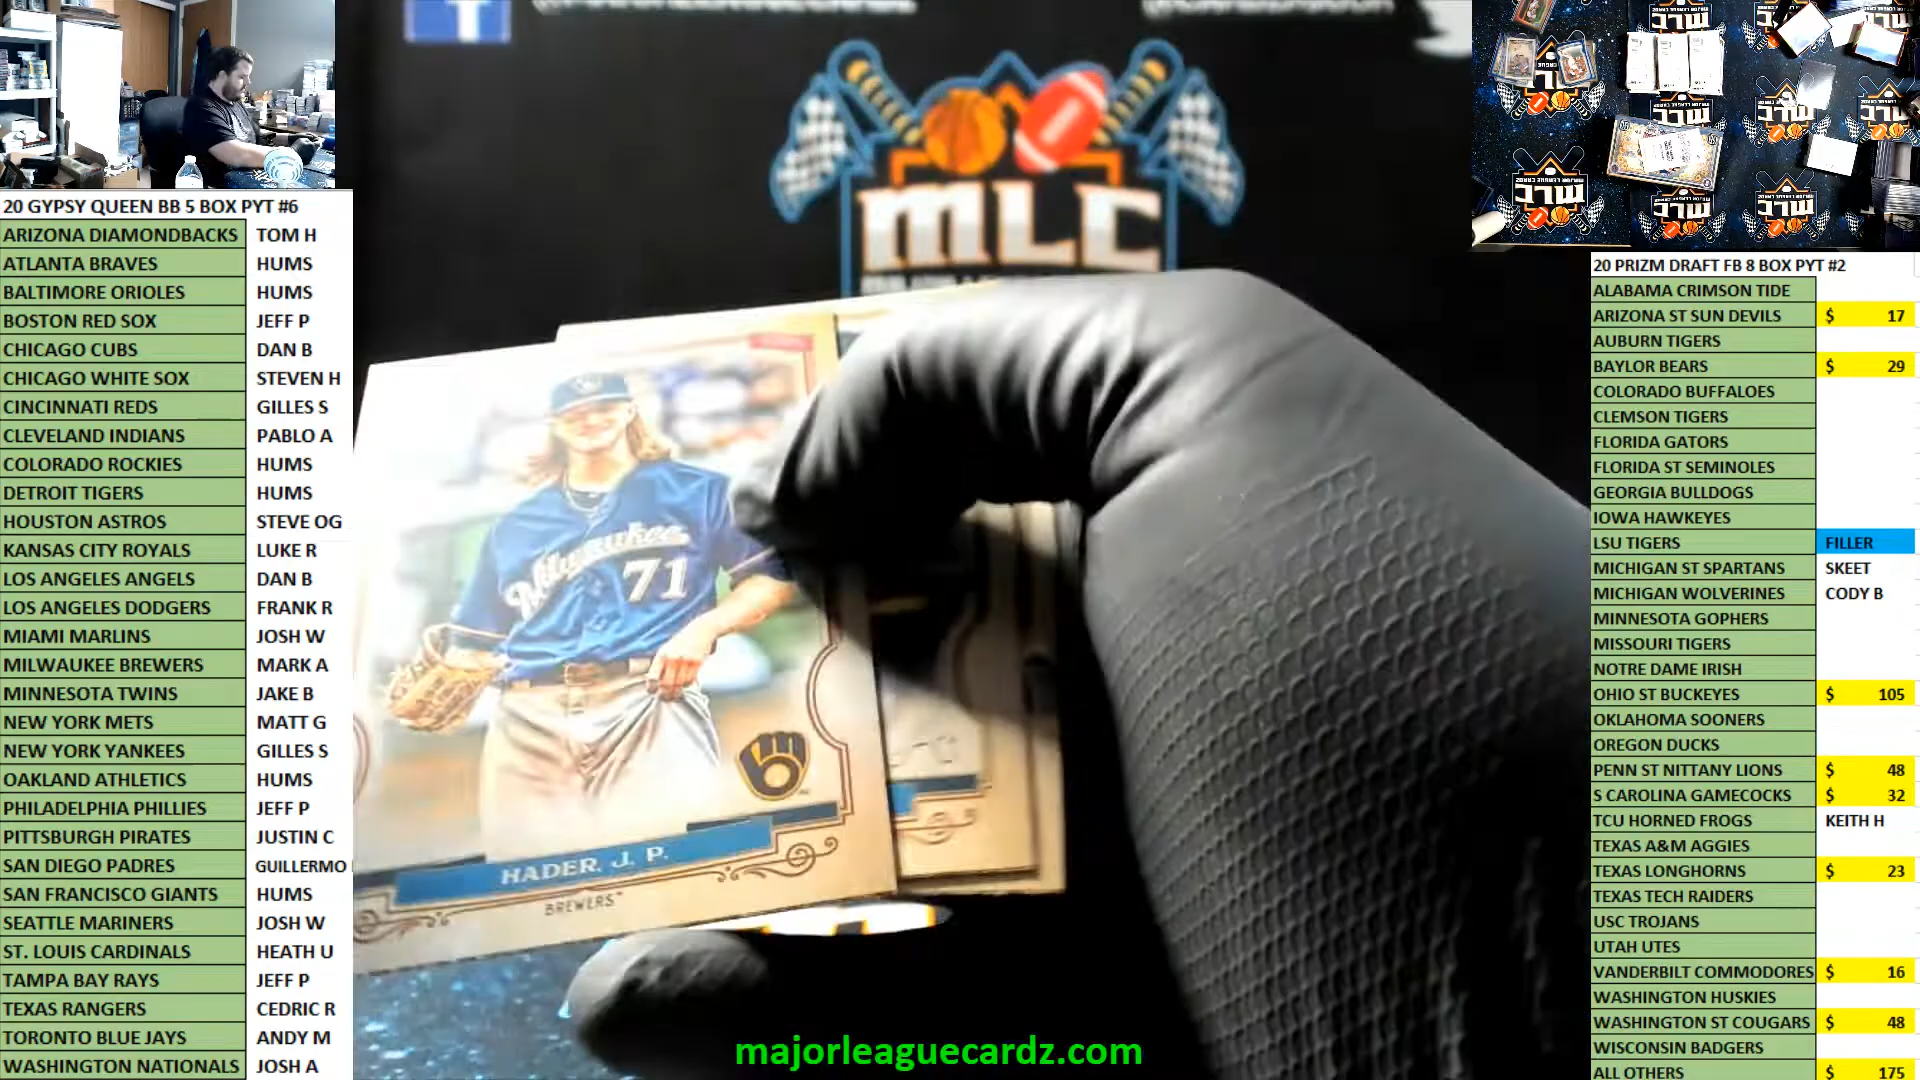 20 GYPSY QUEEN BB 5 BOX PYT #6
ARIZONA DIAMONDBACKS TOM H
ATLANTA BRAVES HUMS
BALTIMORE ORIOLES HUMS
BOSTON RED SOX JEFF P
CHICAGO CUBS DAN B
CHICAGO WHITE SOX STEVEN H
CINCINNATI REDS GILLES S
CLEVELAND INDIANS PABLO A
COLORADO ROCKIES HUMS
DETROIT TIGERS HUMS
HOUSTON ASTROS STEVE OG
KANSAS CITY ROYALS LUKE R
LOS ANGELES ANGELS DAN B
LOS ANGELES DODGERS FRANK R
MIAMI MARLINS JOSH W
MILWAUKEE BREWERS MARK A
MINNESOTA TWINS JAKE B
NEW YORK METS MATT G
NEW YORK YANKEES GILLES S
OAKLAND ATHLETICS HUMS
PHILADELPHIA PHILLIES JEFF P
PITTSBURGH PIRATES JUSTIN C
SAN DIEGO PADRES GUILLERMO
SAN FRANCISCO GIANTS HUMS
SEATTLE MARINERS JOSH W
ST. LOUIS CARDINALS HEATH U
TAMPA BAY RAYS JEFF P
TEXAS RANGERS CEDRIC R
TORONTO BLUE JAYS ANDY M
WASHINGTON NATIONALS JOSH A
MLC
Milwaukee
71
HADER, J. P.
BREWERS
majorleaguecardz.com
20 PRIZM DRAFT FB 8 BOX PYT #2
ALABAMA CRIMSON TIDE
ARIZONA ST SUN DEVILS $ 17
AUBURN TIGERS
BAYLOR BEARS $ 29
COLORADO BUFFALOES
CLEMSON TIGERS
FLORIDA GATORS
FLORIDA ST SEMINOLES
GEORGIA BULLDOGS
IOWA HAWKEYES
LSU TIGERS FILLER
MICHIGAN ST SPARTANS SKEET
MICHIGAN WOLVERINES CODY B
MINNESOTA GOPHERS
MISSOURI TIGERS
NOTRE DAME IRISH
OHIO ST BUCKEYES $ 105
OKLAHOMA SOONERS
OREGON DUCKS
PENN ST NITTANY LIONS $ 48
S CAROLINA GAMECOCKS $ 32
TCU HORNED FROGS KEITH H
TEXAS A&M AGGIES
TEXAS LONGHORNS $ 23
TEXAS TECH RAIDERS
USC TROJANS
UTAH UTES
VANDERBILT COMMODORES $ 16
WASHINGTON HUSKIES
WASHINGTON ST COUGARS $ 48
WISCONSIN BADGERS
ALL OTHERS $ 175